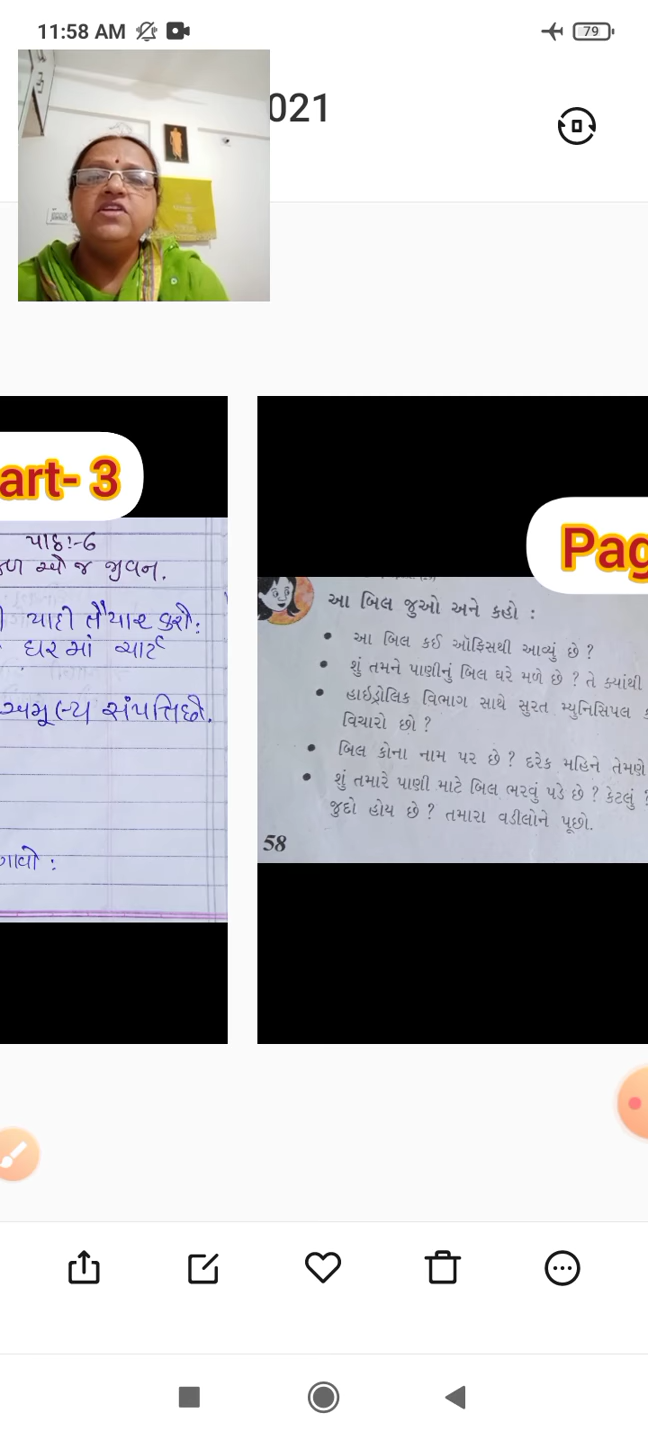 11:58 AM
79
021
art- 3
પાઠ:-6
એ જ જીવન.
યાદી તૈયાર કરો:
ઘરમાં ચાર્ટ
અમૂલ્ય સંપત્તિ છે.
Pag
આ બિલ જુઓ અને કહો :
• આ બિલ કઈ ઑફિસથી આવ્યું છે ?
• શું તમને પાણીનું બિલ ઘરે મળે છે ? તે ક્યાંથી
• હાઇડ્રોલિક વિભાગ સાથે સુરત મ્યુનિસિપલ
વિચારો છો ?
• બિલ કોના નામ પર છે ? દરેક મહિને તેમણે
• શું તમારે પાણી માટે બિલ ભરવું પડે છે ? કેટલું ?
જુદો હોય છે ? તમારા વડીલોને પૂછો.
58